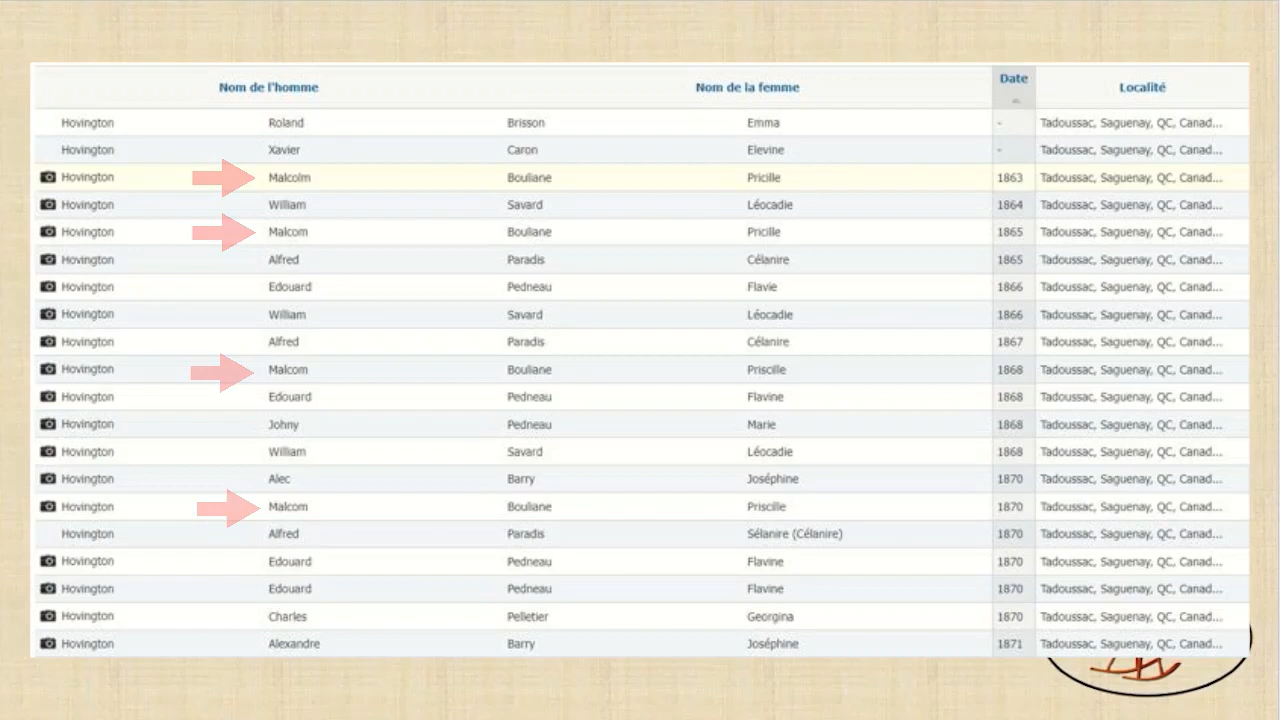 Nom de l'homme Nom de la femme Date Localité
Hovington Roland Brisson Emma - Tadoussac, Saguenay, QC, Canad...
Hovington Xavier Caron Elevine - Tadoussac, Saguenay, QC, Canad...
Hovington Malcolm Bouliane Pricille 1863 Tadoussac, Saguenay, QC, Canad...
Hovington William Savard Léocadie 1864 Tadoussac, Saguenay, QC, Canad...
Hovington Malcom Bouliane Pricille 1865 Tadoussac, Saguenay, QC, Canad...
Hovington Alfred Paradis Célanire 1865 Tadoussac, Saguenay, QC, Canad...
Hovington Edouard Pedneau Flavie 1866 Tadoussac, Saguenay, QC, Canad...
Hovington William Savard Léocadie 1866 Tadoussac, Saguenay, QC, Canad...
Hovington Alfred Paradis Célanire 1867 Tadoussac, Saguenay, QC, Canad...
Hovington Malcom Bouliane Priscille 1868 Tadoussac, Saguenay, QC, Canad...
Hovington Edouard Pedneau Flavine 1868 Tadoussac, Saguenay, QC, Canad...
Hovington Johny Pedneau Marie 1868 Tadoussac, Saguenay, QC, Canad...
Hovington William Savard Léocadie 1868 Tadoussac, Saguenay, QC, Canad...
Hovington Alec Barry Joséphine 1870 Tadoussac, Saguenay, QC, Canad...
Hovington Malcom Bouliane Priscille 1870 Tadoussac, Saguenay, QC, Canad...
Hovington Alfred Paradis Sélanire (Célanire) 1870 Tadoussac, Saguenay, QC, Canad...
Hovington Edouard Pedneau Flavine 1870 Tadoussac, Saguenay, QC, Canad...
Hovington Edouard Pedneau Flavine 1870 Tadoussac, Saguenay, QC, Canad...
Hovington Charles Pelletier Georgina 1870 Tadoussac, Saguenay, QC, Canad...
Hovington Alexandre Barry Joséphine 1871 Tadoussac, Saguenay, QC, Canad...